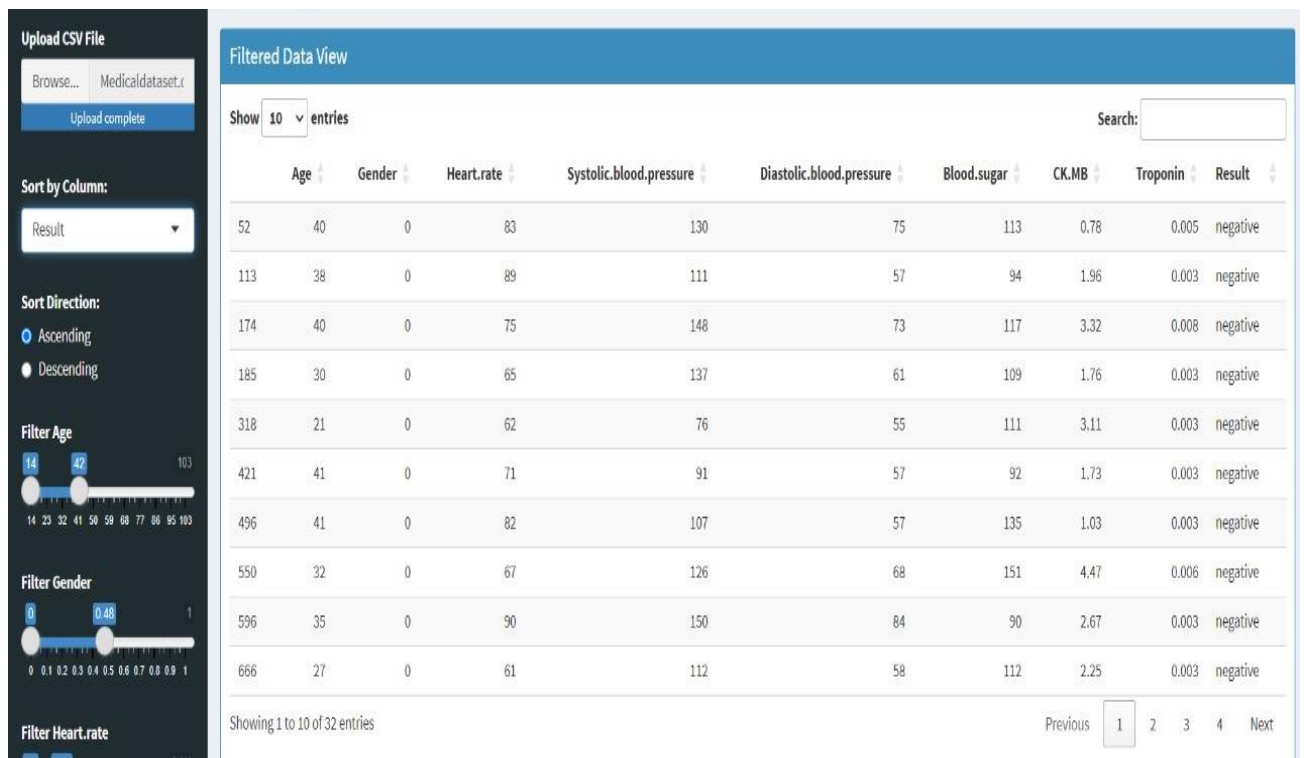 Upload CSV File
Browse... Medicaldataset.c
Upload complete
Sort by Column:
Result
Sort Direction:
Ascending
Descending
Filter Age
14 42 103
14 23 32 41 50 59 68 77 86 95 103
Filter Gender
0 0.48 1
0 0.1 0.2 0.3 0.4 0.5 0.6 0.7 0.8 0.9 1
Filter Heart.rate
Filtered Data View
Show 10 entries Search:
Age Gender Heart.rate Systolic.blood.pressure Diastolic.blood.pressure Blood.sugar CK.MB Troponin Result
52 40 0 83 130 75 113 0.78 0.005 negative
113 38 0 89 111 57 94 1.96 0.003 negative
174 40 0 75 148 73 117 3.32 0.008 negative
185 30 0 65 137 61 109 1.76 0.003 negative
318 21 0 62 76 55 111 3.11 0.003 negative
421 41 0 71 91 57 92 1.73 0.003 negative
496 41 0 82 107 57 135 1.03 0.003 negative
550 32 0 67 126 68 151 4.47 0.006 negative
596 35 0 90 150 84 90 2.67 0.003 negative
666 27 0 61 112 58 112 2.25 0.003 negative
Showing 1 to 10 of 32 entries Previous 1 2 3 4 Next